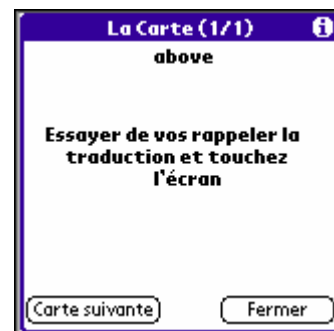 La Carte (1/1)
above
Essayer de vos rappeler la
traduction et touchez
l'écran
Carte suivante
Fermer